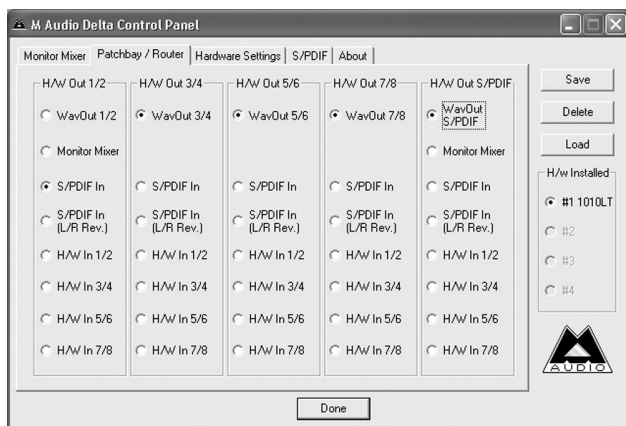 M Audio Delta Control Panel
Monitor Mixer Patchbay / Router Hardware Settings S/PDIF About
H/W Out 1/2 H/W Out 3/4 H/W Out 5/6 H/W Out 7/8 H/W Out S/PDIF
WavOut 1/2 WavOut 3/4 WavOut 5/6 WavOut 7/8 WavOut S/PDIF
Monitor Mixer Monitor Mixer
S/PDIF In S/PDIF In S/PDIF In S/PDIF In S/PDIF In
S/PDIF In (L/R Rev.) S/PDIF In (L/R Rev.) S/PDIF In (L/R Rev.) S/PDIF In (L/R Rev.) S/PDIF In (L/R Rev.)
H/W In 1/2 H/W In 1/2 H/W In 1/2 H/W In 1/2 H/W In 1/2
H/W In 3/4 H/W In 3/4 H/W In 3/4 H/W In 3/4 H/W In 3/4
H/W In 5/6 H/W In 5/6 H/W In 5/6 H/W In 5/6 H/W In 5/6
H/W In 7/8 H/W In 7/8 H/W In 7/8 H/W In 7/8 H/W In 7/8
Save
Delete
Load
H/w Installed
#1 1010LT
#2
#3
#4
AUDIO
Done